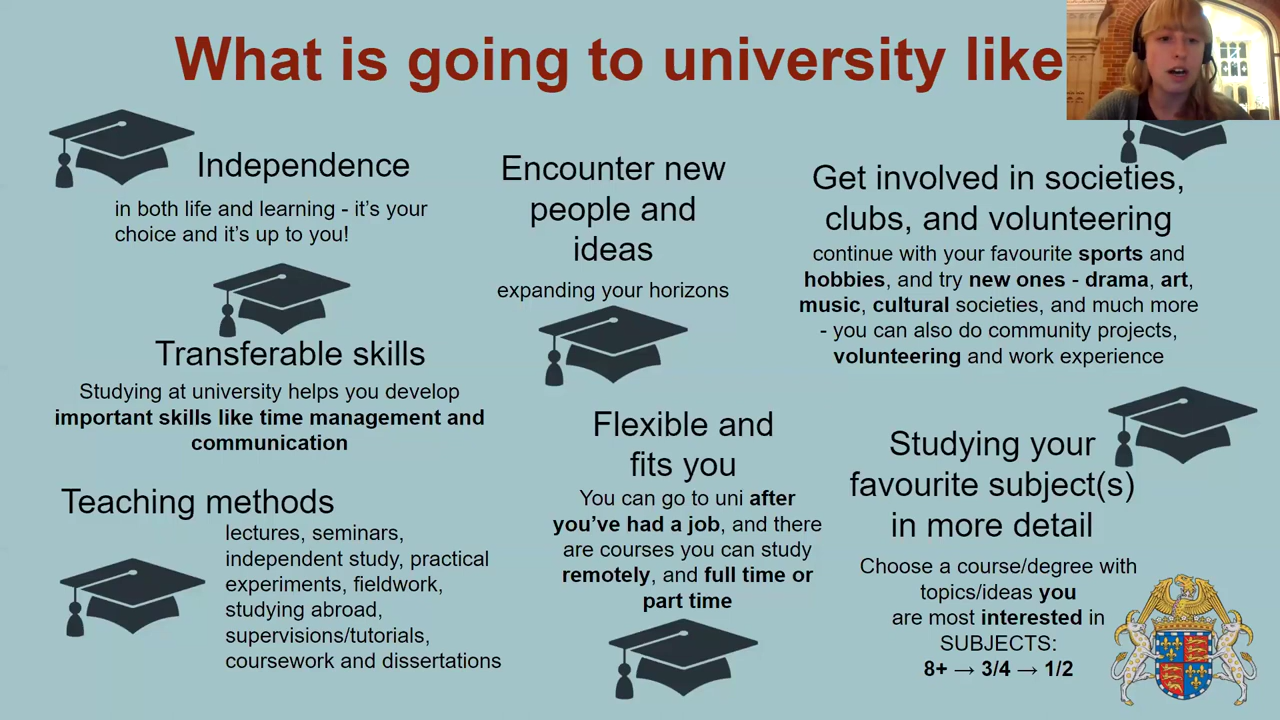 What is going to university like
Independence
in both life and learning - it's your
choice and it's up to you!
Transferable skills
Studying at university helps you develop
important skills like time management and
communication
Teaching methods
lectures, seminars,
independent study, practical
experiments, fieldwork,
studying abroad,
supervisions/tutorials,
coursework and dissertations
Encounter new
people and
ideas
expanding your horizons
Flexible and
fits you
You can go to uni after
you've had a job, and there
are courses you can study
remotely, and full time or
part time
Get involved in societies,
clubs, and volunteering
continue with your favourite sports and
hobbies, and try new ones - drama, art,
music, cultural societies, and much more
- you can also do community projects,
volunteering and work experience
Studying your
favourite subject(s)
in more detail
Choose a course/degree with
topics/ideas you
are most interested in
SUBJECTS:
8+ → 3/4 → 1/2